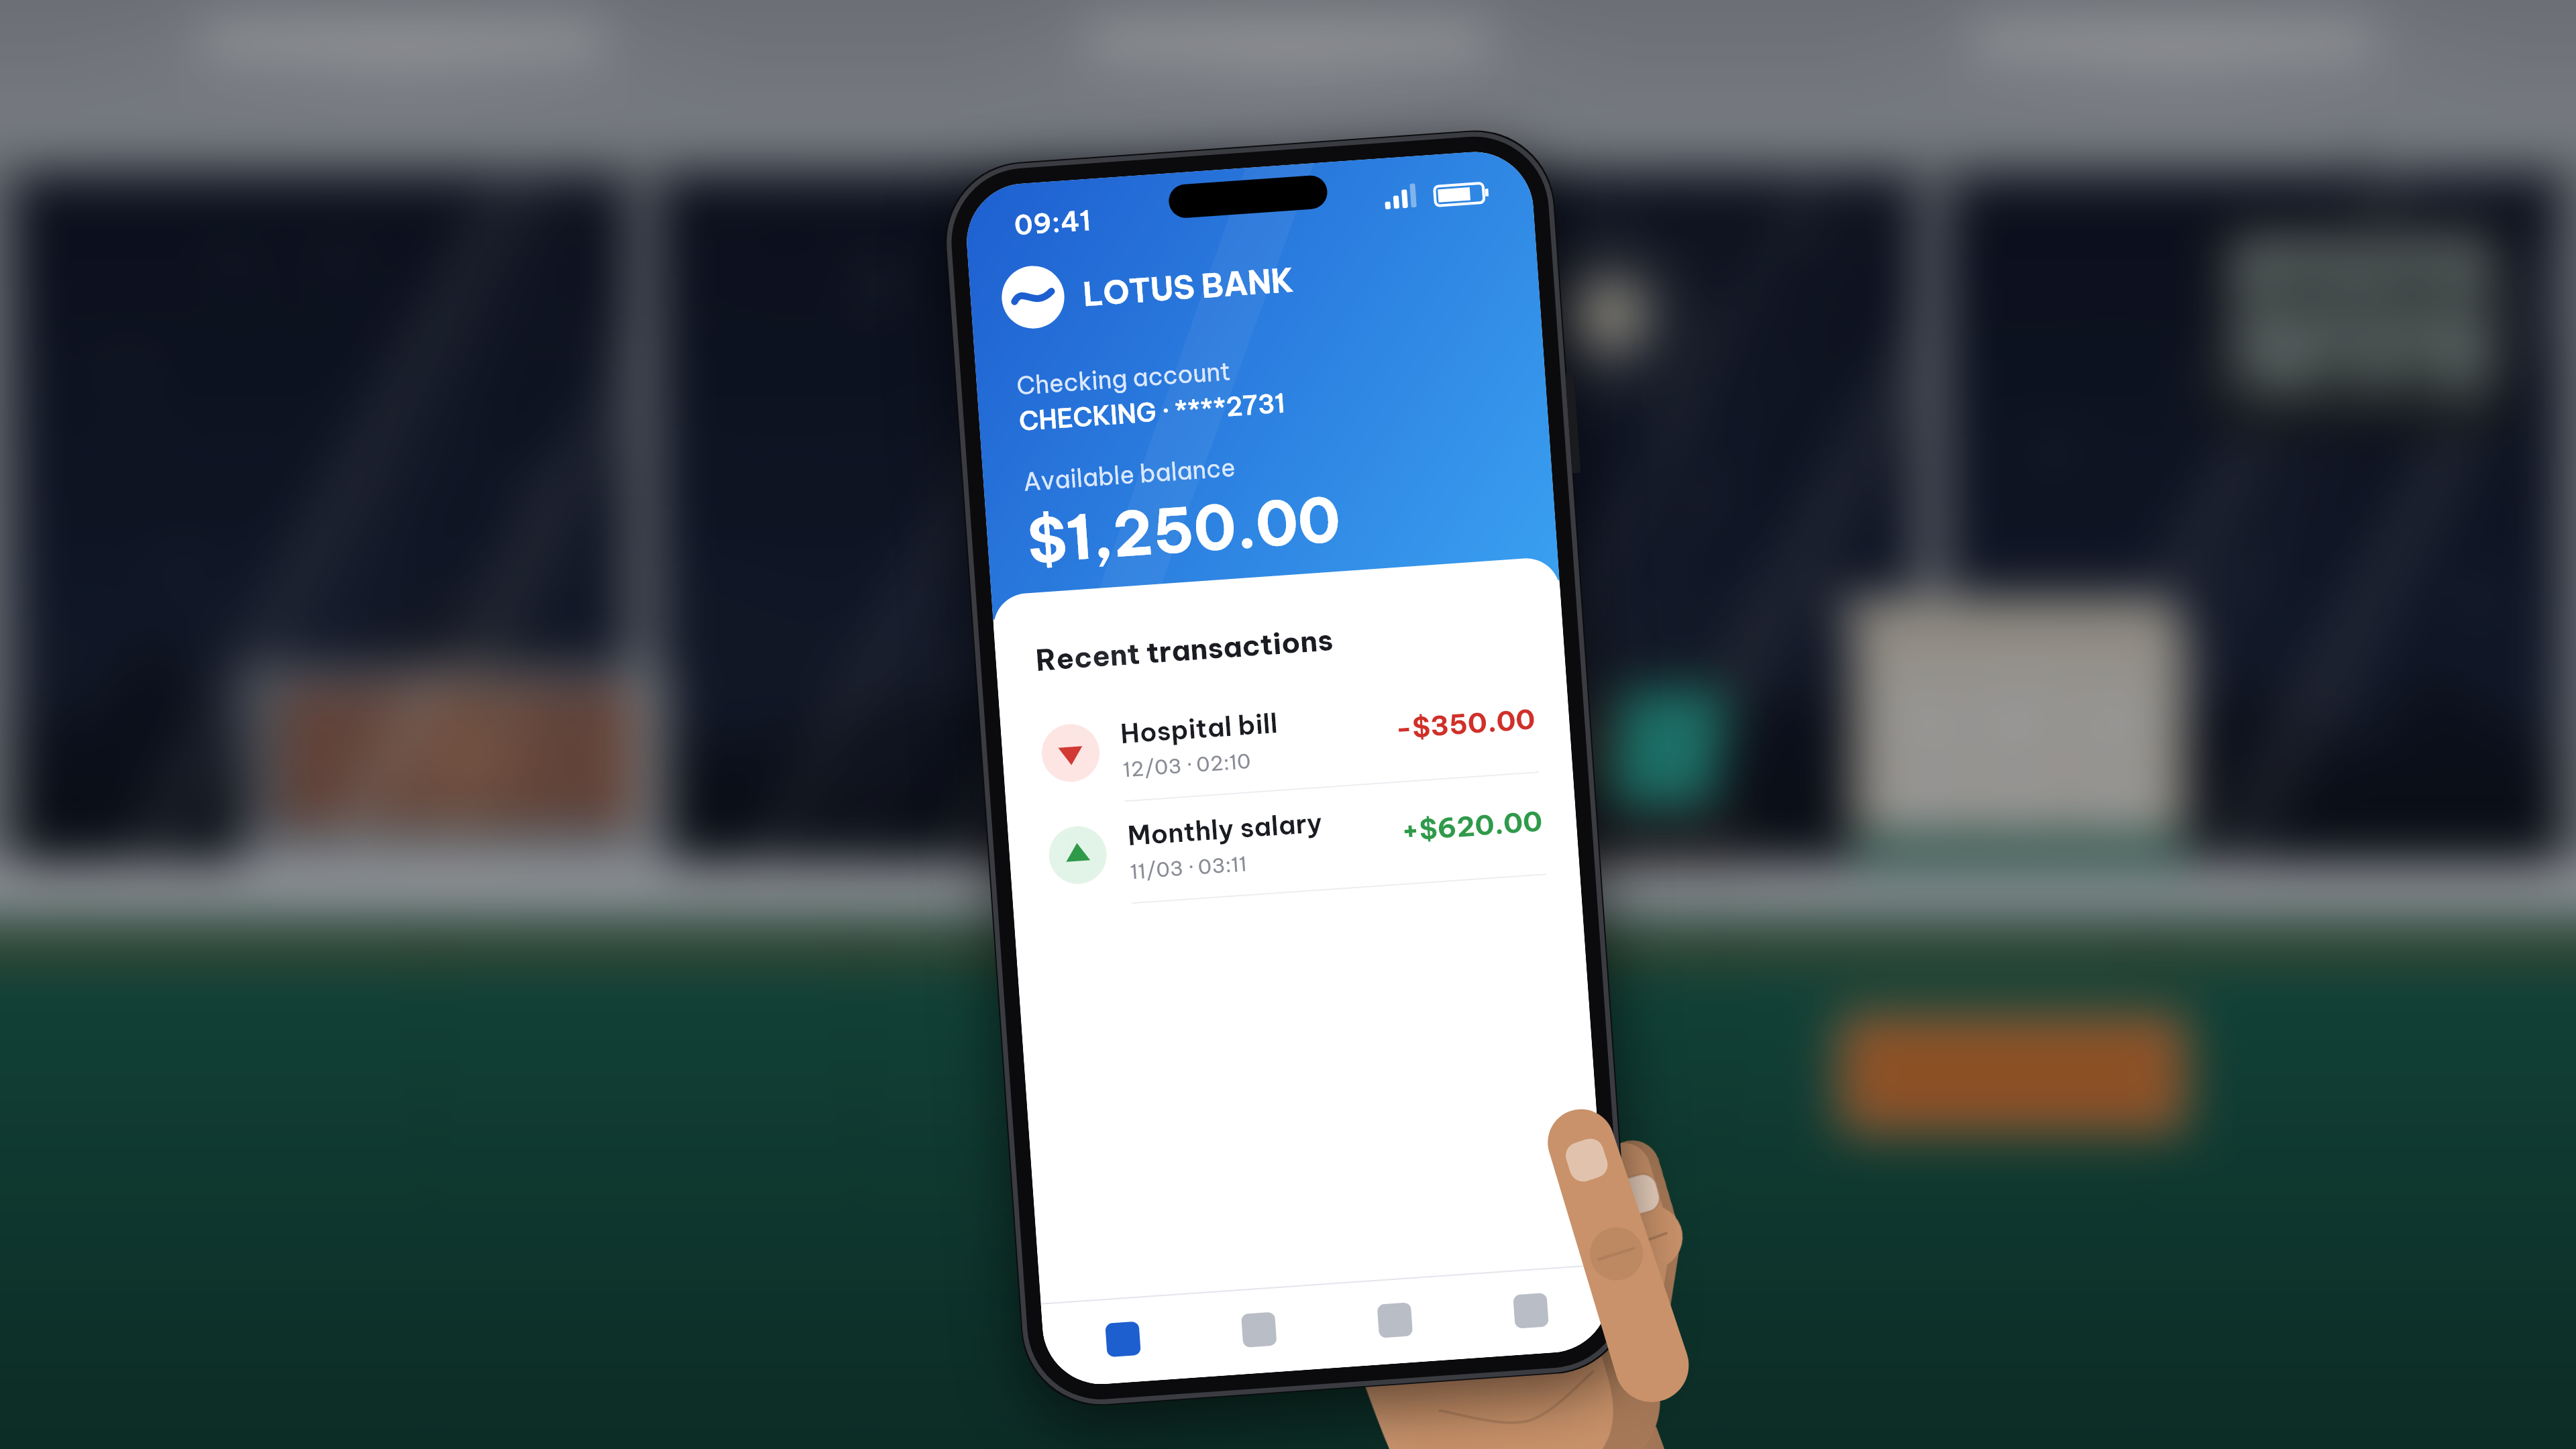 09:41
LOTUS BANK
Checking account
CHECKING · ****2731
Available balance
$1,250.00
Recent transactions
Hospital bill
-$350.00
12/03 · 02:10
Monthly salary
+$620.00
11/03 · 03:11